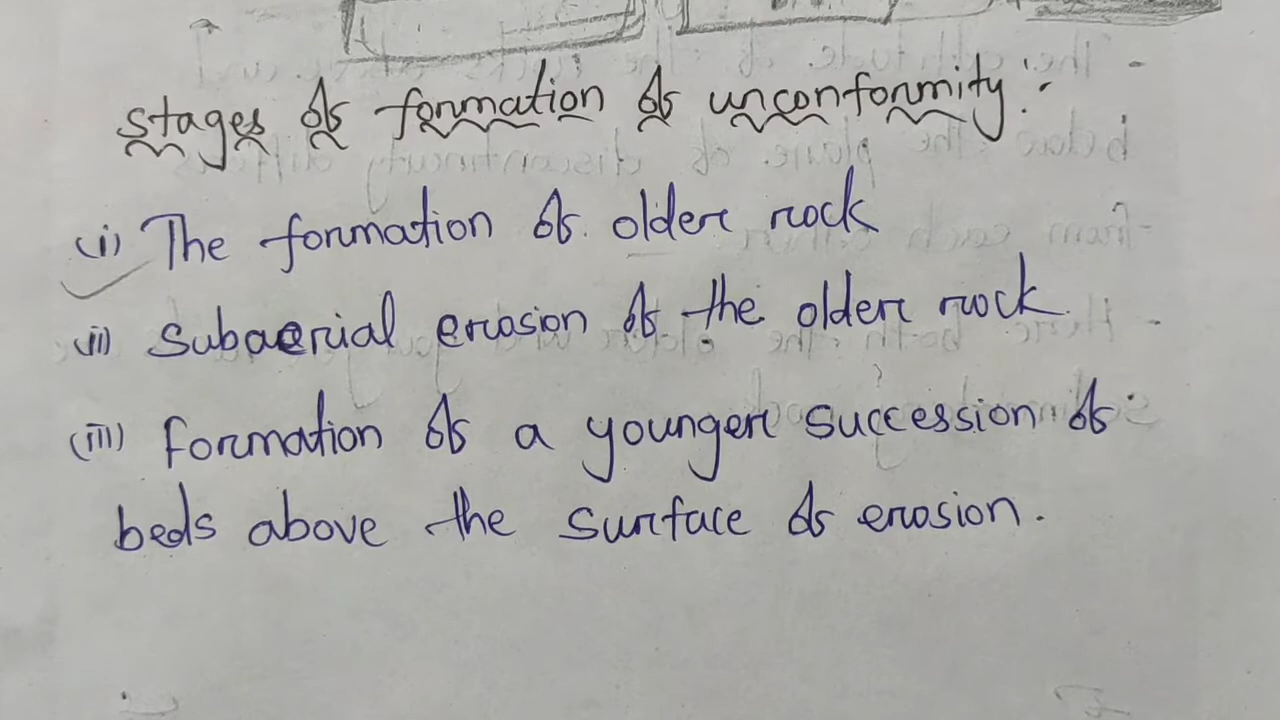 stages of formation of unconformity :-
(i) The formation of older rock
(ii) Subaerial erosion of the older rock.
(iii) Formation of a younger succession of
beds above the surface of erosion.